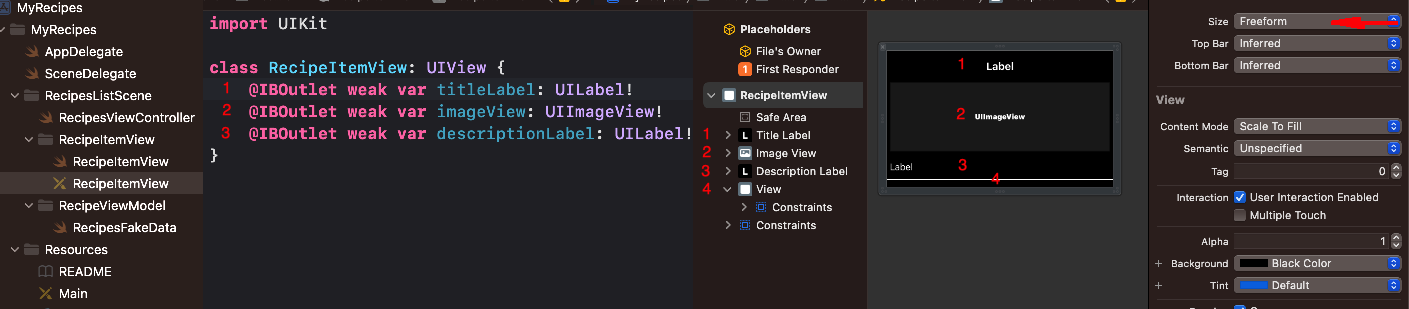 MyRecipes
MyRecipes
AppDelegate
SceneDelegate
RecipesListScene
RecipesViewController
RecipeItemView
RecipeItemView
RecipeItemView
RecipeViewModel
RecipesFakeData
Resources
README
Main
import UIKit
class RecipeItemView: UIView {
1 @IBOutlet weak var titleLabel: UILabel!
2 @IBOutlet weak var imageView: UIImageView!
3 @IBOutlet weak var descriptionLabel: UILabel!
}
Placeholders
File's Owner
1 First Responder
RecipeItemView
Safe Area
1 L Title Label
2 Image View
3 L Description Label
4 View
Constraints
Constraints
1 Label
2 UIImageView
Label 3
4
Size Freeform
Top Bar Inferred
Bottom Bar Inferred
View
Content Mode Scale To Fill
Semantic Unspecified
Tag 0
Interaction User Interaction Enabled
Multiple Touch
Alpha 1
+ Background Black Color
+ Tint Default